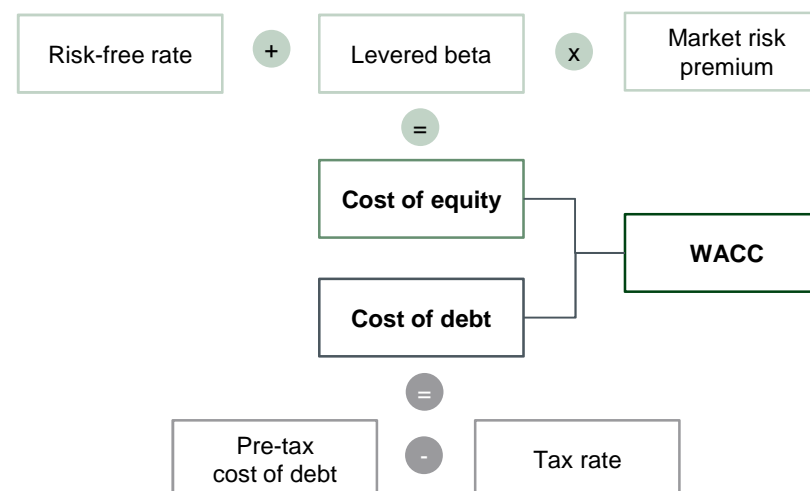 Risk-free rate
+
Levered beta
x
Market risk
premium
=
Cost of equity
WACC
Cost of debt
=
Pre-tax
cost of debt
-
Tax rate